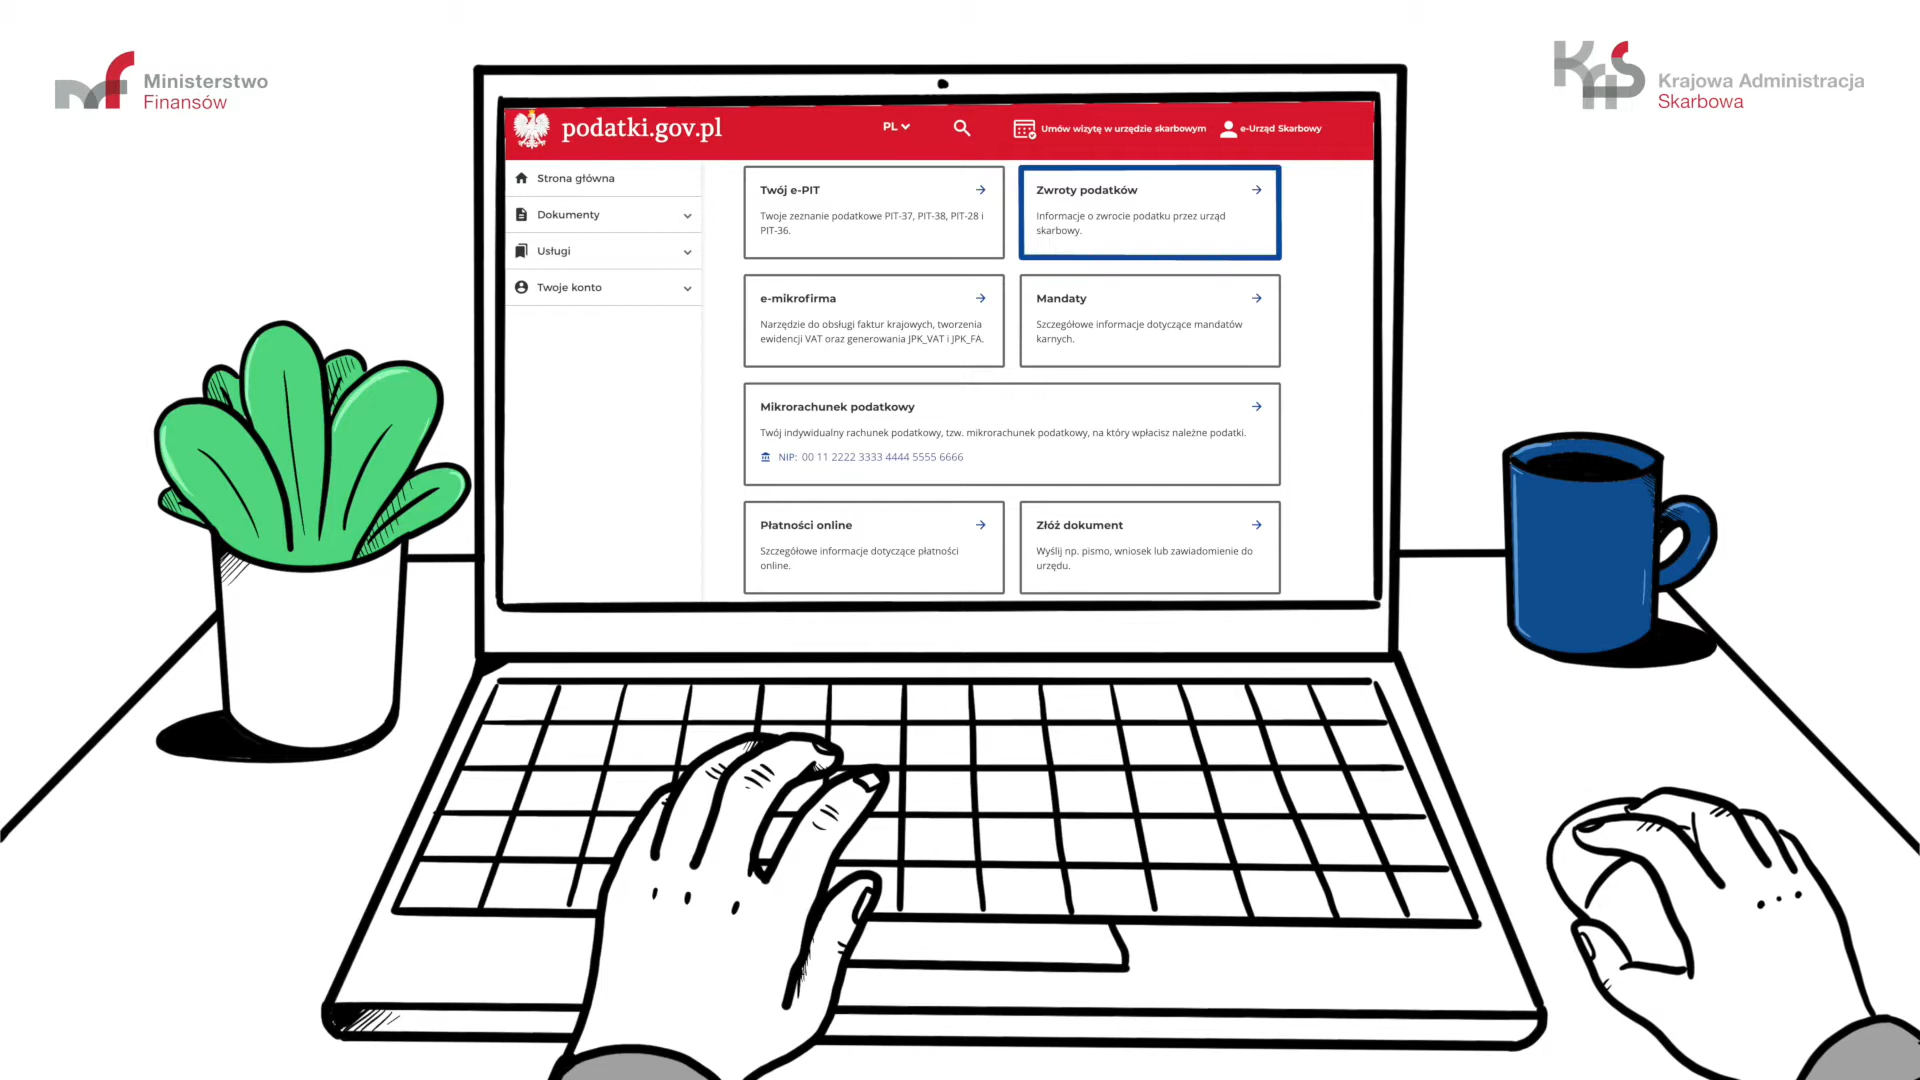 Ministerstwo
Finansów
KAS Krajowa Administracja
Skarbowa
podatki.gov.pl
PL
Umów wizytę w urzędzie skarbowym
e-Urząd Skarbowy
Strona główna
Dokumenty
Usługi
Twoje konto
Twój e-PIT
Twoje zeznanie podatkowe PIT-37, PIT-38, PIT-28 i
PIT-36.
Zwroty podatków
Informacje o zwrocie podatku przez urząd
skarbowy.
e-mikrofirma
Narzędzie do obsługi faktur krajowych, tworzenia
ewidencji VAT oraz generowania JPK_VAT i JPK_FA.
Mandaty
Szczegółowe informacje dotyczące mandatów
karnych.
Mikrorachunek podatkowy
Twój indywidualny rachunek podatkowy, tzw. mikrorachunek podatkowy, na który wpłacisz należne podatki.
NIP: 00 11 2222 3333 4444 5555 6666
Płatności online
Szczegółowe informacje dotyczące płatności
online.
Złóż dokument
Wyślij np. pismo, wniosek lub zawiadomienie do
urzędu.